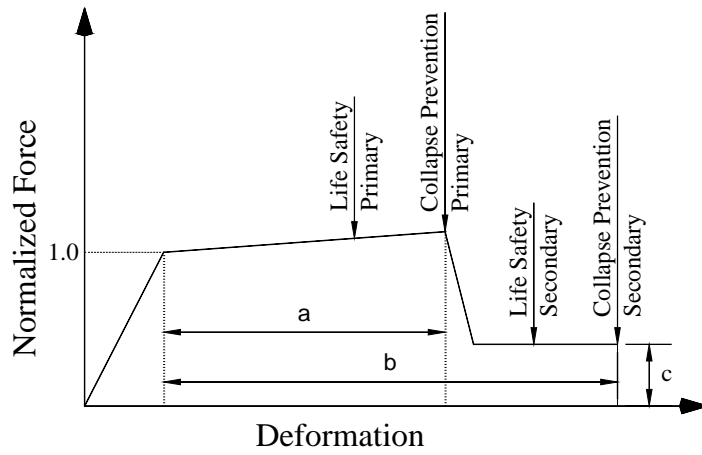 Normalized Force
1.0
Life Safety
Primary
Collapse Prevention
Primary
Life Safety
Secondary
Collapse Prevention
Secondary
a
b
c
Deformation